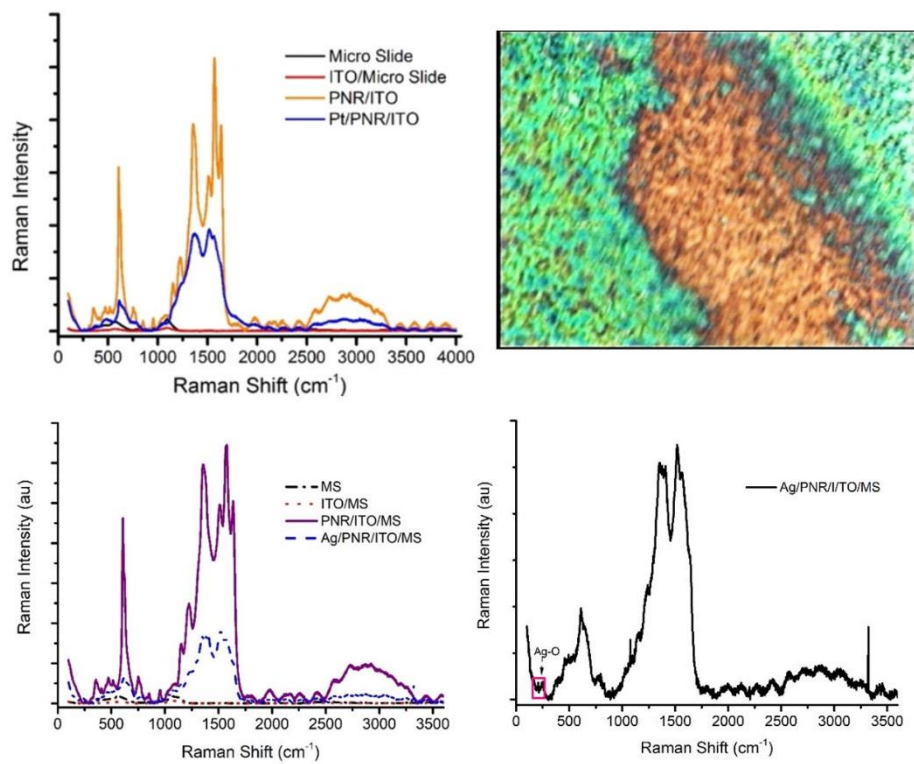 Raman Intensity
Micro Slide
ITO/Micro Slide
PNR/ITO
Pt/PNR/ITO
0 500 1000 1500 2000 2500 3000 3500 4000
Raman Shift (cm-1)
Raman Intensity (au)
MS
ITO/MS
PNR/ITO/MS
Ag/PNR/ITO/MS
0 500 1000 1500 2000 2500 3000 3500
Raman Shift (cm-1)
Raman Intensity (au)
Ag/PNR/I/TO/MS
Ag-O
0 500 1000 1500 2000 2500 3000 3500
Raman Shift (cm-1)